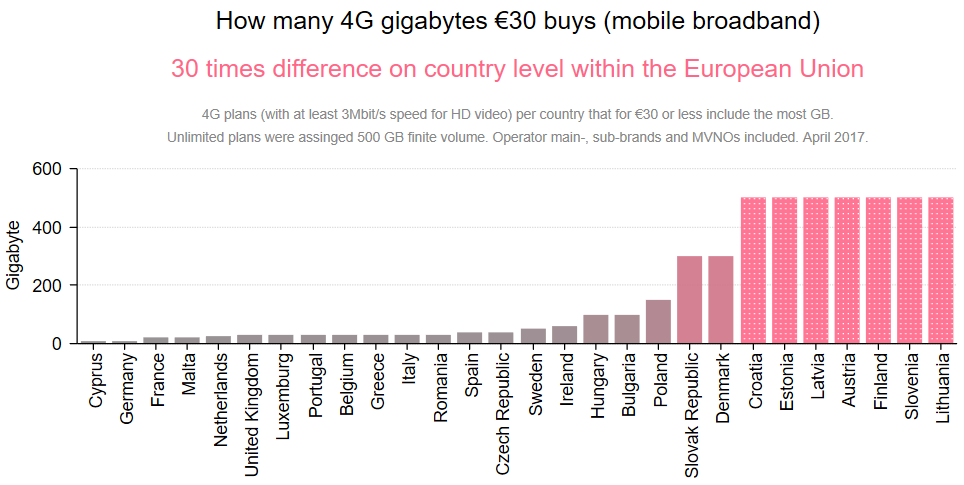 How many 4G gigabytes €30 buys (mobile broadband)
30 times difference on country level within the European Union
4G plans (with at least 3Mbit/s speed for HD video) per country that for €30 or less include the most GB.
Unlimited plans were assinged 500 GB finite volume. Operator main-, sub-brands and MVNOs included. April 2017.
Gigabyte
600
400
200
0
Cyprus
Germany
France
Malta
Netherlands
United Kingdom
Luxemburg
Portugal
Belgium
Greece
Italy
Romania
Spain
Czech Republic
Sweden
Ireland
Hungary
Bulgaria
Poland
Slovak Republic
Denmark
Croatia
Estonia
Latvia
Austria
Finland
Slovenia
Lithuania